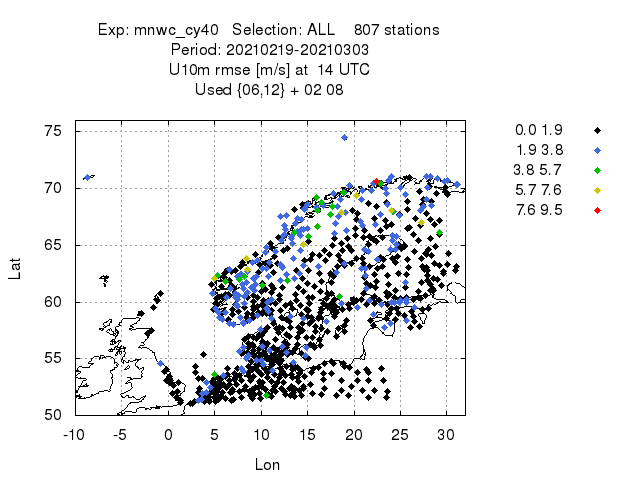 Exp: mnwc_cy40 Selection: ALL 807 stations
Period: 20210219-20210303
U10m rmse [m/s] at 14 UTC
Used {06,12} + 02 08
0.0 1.9
1.9 3.8
3.8 5.7
5.7 7.6
7.6 9.5
75
70
65
60
55
50
Lat
-10 -5 0 5 10 15 20 25 30
Lon